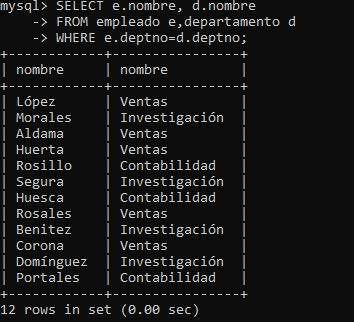 mysql> SELECT e.nombre, d.nombre
-> FROM empleado e,departamento d
-> WHERE e.deptno=d.deptno;
+------------+----------------+
| nombre | nombre |
+------------+----------------+
| López | Ventas |
| Morales | Investigación |
| Aldama | Ventas |
| Huerta | Ventas |
| Rosillo | Contabilidad |
| Segura | Investigación |
| Huesca | Contabilidad |
| Rosales | Ventas |
| Benitez | Investigación |
| Corona | Ventas |
| Domínguez | Investigación |
| Portales | Contabilidad |
+------------+----------------+
12 rows in set (0.00 sec)